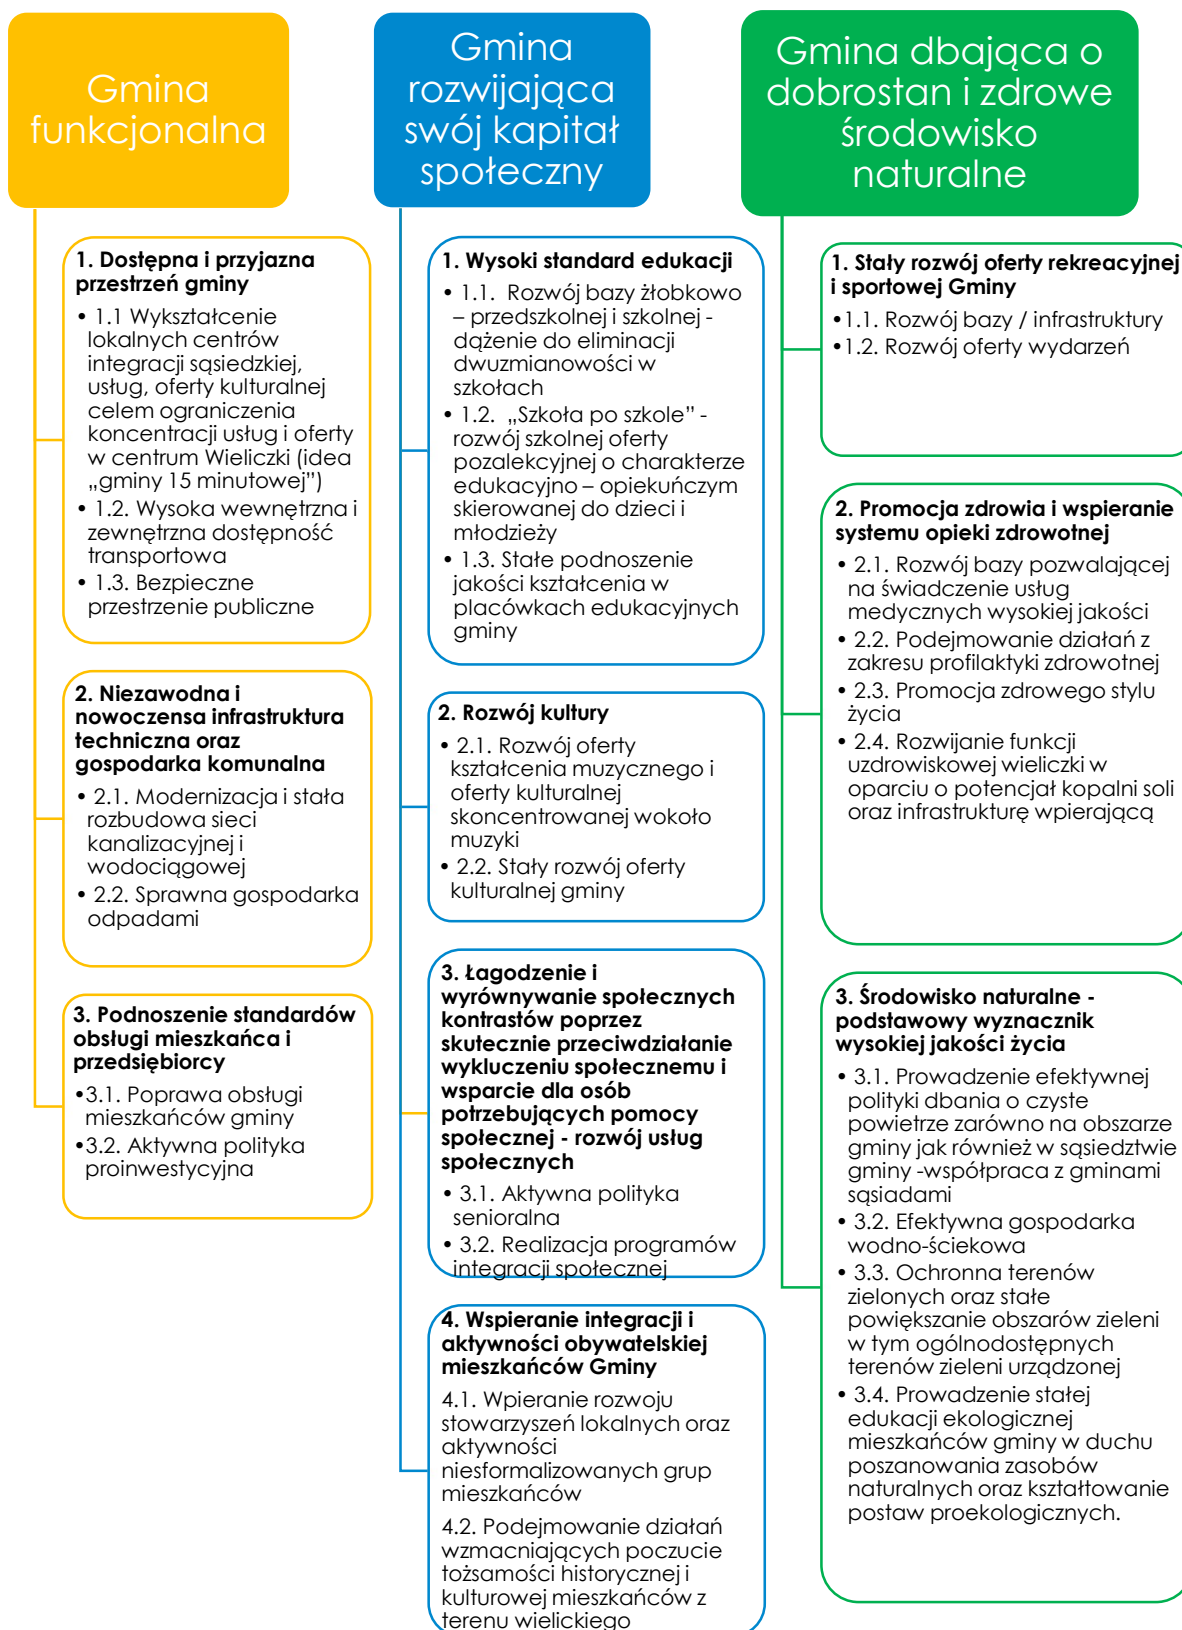 Gmina
funkcjonalna
1. Dostępna i przyjazna
przestrzeń gminy
• 1.1 Wykształcenie
lokalnych centrów
integracji sąsiedzkiej,
usług, oferty kulturalnej
celem ograniczenia
koncentracji usług i oferty
w centrum Wieliczki (idea
„gminy 15 minutowej”)
• 1.2. Wysoka wewnętrzna i
zewnętrzna dostępność
transportowa
• 1.3. Bezpieczne
przestrzenie publiczne
2. Niezawodna i
nowoczensa infrastruktura
techniczna oraz
gospodarka komunalna
• 2.1. Modernizacja i stała
rozbudowa sieci
kanalizacyjnej i
wodociągowej
• 2.2. Sprawna gospodarka
odpadami
3. Podnoszenie standardów
obsługi mieszkańca i
przedsiębiorcy
•3.1. Poprawa obsługi
mieszkańców gminy
•3.2. Aktywna polityka
proinwestycyjna
Gmina
rozwijająca
swój kapitał
społeczny
1. Wysoki standard edukacji
• 1.1. Rozwój bazy żłobkowo
– przedszkolnej i szkolnej -
dążenie do eliminacji
dwuzmianowości w
szkołach
• 1.2. „Szkoła po szkole” -
rozwój szkolnej oferty
pozalekcyjnej o charakterze
edukacyjno – opiekuńczym
skierowanej do dzieci i
młodzieży
• 1.3. Stałe podnoszenie
jakości kształcenia w
placówkach edukacyjnych
gminy
2. Rozwój kultury
• 2.1. Rozwój oferty
kształcenia muzycznego i
oferty kulturalnej
skoncentrowanej wokoło
muzyki
• 2.2. Stały rozwój oferty
kulturalnej gminy
3. Łagodzenie i
wyrównywanie społecznych
kontrastów poprzez
skutecznie przeciwdziałanie
wykluczeniu społecznemu i
wsparcie dla osób
potrzebujących pomocy
społecznej - rozwój usług
społecznych
• 3.1. Aktywna polityka
senioralna
• 3.2. Realizacja programów
integracji społecznej
4. Wspieranie integracji i
aktywności obywatelskiej
mieszkańców Gminy
4.1. Wpieranie rozwoju
stowarzyszeń lokalnych oraz
aktywności
niesformalizowanych grup
mieszkańców
4.2. Podejmowanie działań
wzmacniających poczucie
tożsamości historycznej i
kulturowej mieszkańców z
terenu wielickiego
Gmina dbająca o
dobrostan i zdrowe
środowisko
naturalne
1. Stały rozwój oferty rekreacyjnej
i sportowej Gminy
•1.1. Rozwój bazy / infrastruktury
•1.2. Rozwój oferty wydarzeń
2. Promocja zdrowia i wspieranie
systemu opieki zdrowotnej
• 2.1. Rozwój bazy pozwalającej
na świadczenie usług
medycznych wysokiej jakości
• 2.2. Podejmowanie działań z
zakresu profilaktyki zdrowotnej
• 2.3. Promocja zdrowego stylu
życia
• 2.4. Rozwijanie funkcji
uzdrowiskowej wieliczki w
oparciu o potencjał kopalni soli
oraz infrastrukturę wpierającą
3. Środowisko naturalne -
podstawowy wyznacznik
wysokiej jakości życia
• 3.1. Prowadzenie efektywnej
polityki dbania o czyste
powietrze zarówno na obszarze
gminy jak również w sąsiedztwie
gminy -współpraca z gminami
sąsiadami
• 3.2. Efektywna gospodarka
wodno-ściekowa
• 3.3. Ochronna terenów
zielonych oraz stałe
powiększanie obszarów zieleni
w tym ogólnodostępnych
terenów zieleni urządzonej
• 3.4. Prowadzenie stałej
edukacji ekologicznej
mieszkańców gminy w duchu
poszanowania zasobów
naturalnych oraz kształtowanie
postaw proekologicznych.